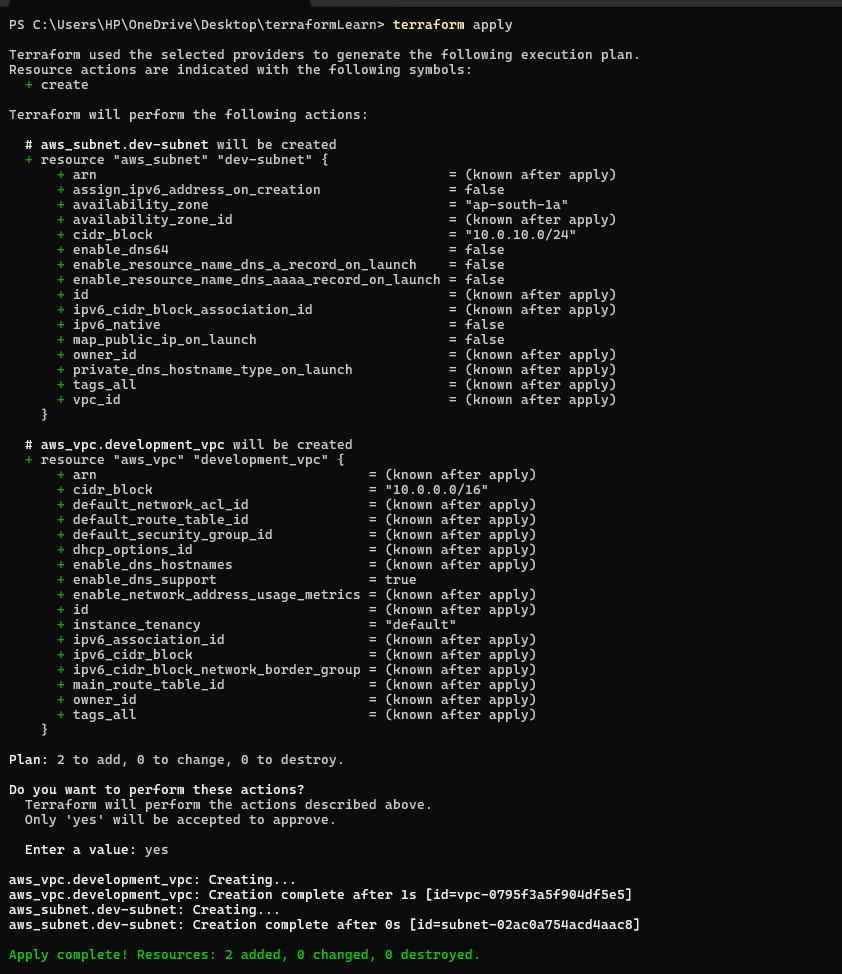 PS C:\Users\HP\OneDrive\Desktop\terraformLearn> terraform apply
Terraform used the selected providers to generate the following execution plan.
Resource actions are indicated with the following symbols:
  + create
Terraform will perform the following actions:
  # aws_subnet.dev-subnet will be created
  + resource "aws_subnet" "dev-subnet" {
      + arn                                            = (known after apply)
      + assign_ipv6_address_on_creation                = false
      + availability_zone                              = "ap-south-1a"
      + availability_zone_id                           = (known after apply)
      + cidr_block                                     = "10.0.10.0/24"
      + enable_dns64                                   = false
      + enable_resource_name_dns_a_record_on_launch    = false
      + enable_resource_name_dns_aaaa_record_on_launch = false
      + id                                             = (known after apply)
      + ipv6_cidr_block_association_id                 = (known after apply)
      + ipv6_native                                    = false
      + map_public_ip_on_launch                        = false
      + owner_id                                       = (known after apply)
      + private_dns_hostname_type_on_launch            = (known after apply)
      + tags_all                                       = (known after apply)
      + vpc_id                                         = (known after apply)
    }
  # aws_vpc.development_vpc will be created
  + resource "aws_vpc" "development_vpc" {
      + arn                                  = (known after apply)
      + cidr_block                           = "10.0.0.0/16"
      + default_network_acl_id               = (known after apply)
      + default_route_table_id               = (known after apply)
      + default_security_group_id            = (known after apply)
      + dhcp_options_id                      = (known after apply)
      + enable_dns_hostnames                 = (known after apply)
      + enable_dns_support                   = true
      + enable_network_address_usage_metrics = (known after apply)
      + id                                   = (known after apply)
      + instance_tenancy                     = "default"
      + ipv6_association_id                  = (known after apply)
      + ipv6_cidr_block                      = (known after apply)
      + ipv6_cidr_block_network_border_group = (known after apply)
      + main_route_table_id                  = (known after apply)
      + owner_id                             = (known after apply)
      + tags_all                             = (known after apply)
    }
Plan: 2 to add, 0 to change, 0 to destroy.
Do you want to perform these actions?
  Terraform will perform the actions described above.
  Only 'yes' will be accepted to approve.
  Enter a value: yes
aws_vpc.development_vpc: Creating...
aws_vpc.development_vpc: Creation complete after 1s [id=vpc-0795f3a5f904df5e5]
aws_subnet.dev-subnet: Creating...
aws_subnet.dev-subnet: Creation complete after 0s [id=subnet-02ac0a754acd4aac8]
Apply complete! Resources: 2 added, 0 changed, 0 destroyed.